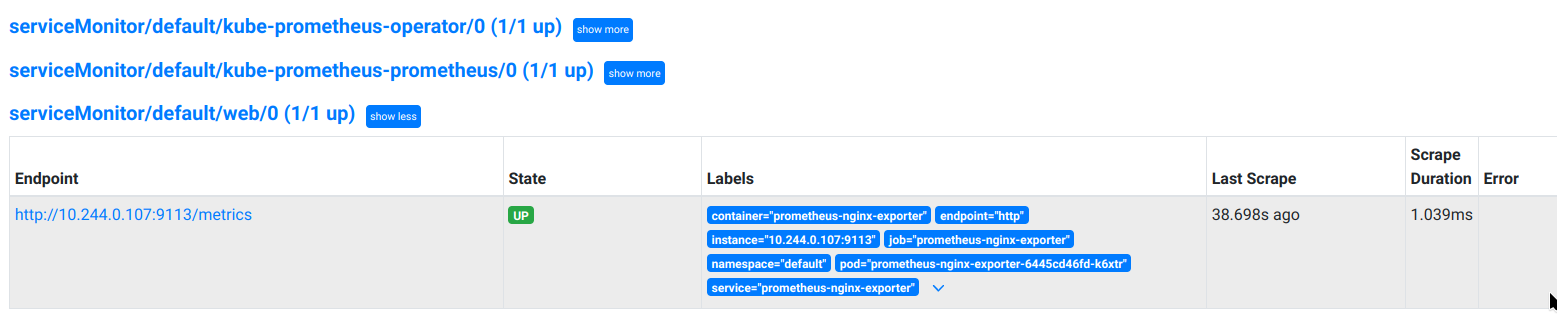 serviceMonitor/default/kube-prometheus-operator/0 (1/1 up) show more
serviceMonitor/default/kube-prometheus-prometheus/0 (1/1 up) show more
serviceMonitor/default/web/0 (1/1 up) show less
Endpoint State Labels Last Scrape Scrape Duration Error
http://10.244.0.107:9113/metrics UP container="prometheus-nginx-exporter" endpoint="http" 38.698s ago 1.039ms
instance="10.244.0.107:9113" job="prometheus-nginx-exporter"
namespace="default" pod="prometheus-nginx-exporter-6445cd46fd-k6xtr"
service="prometheus-nginx-exporter"